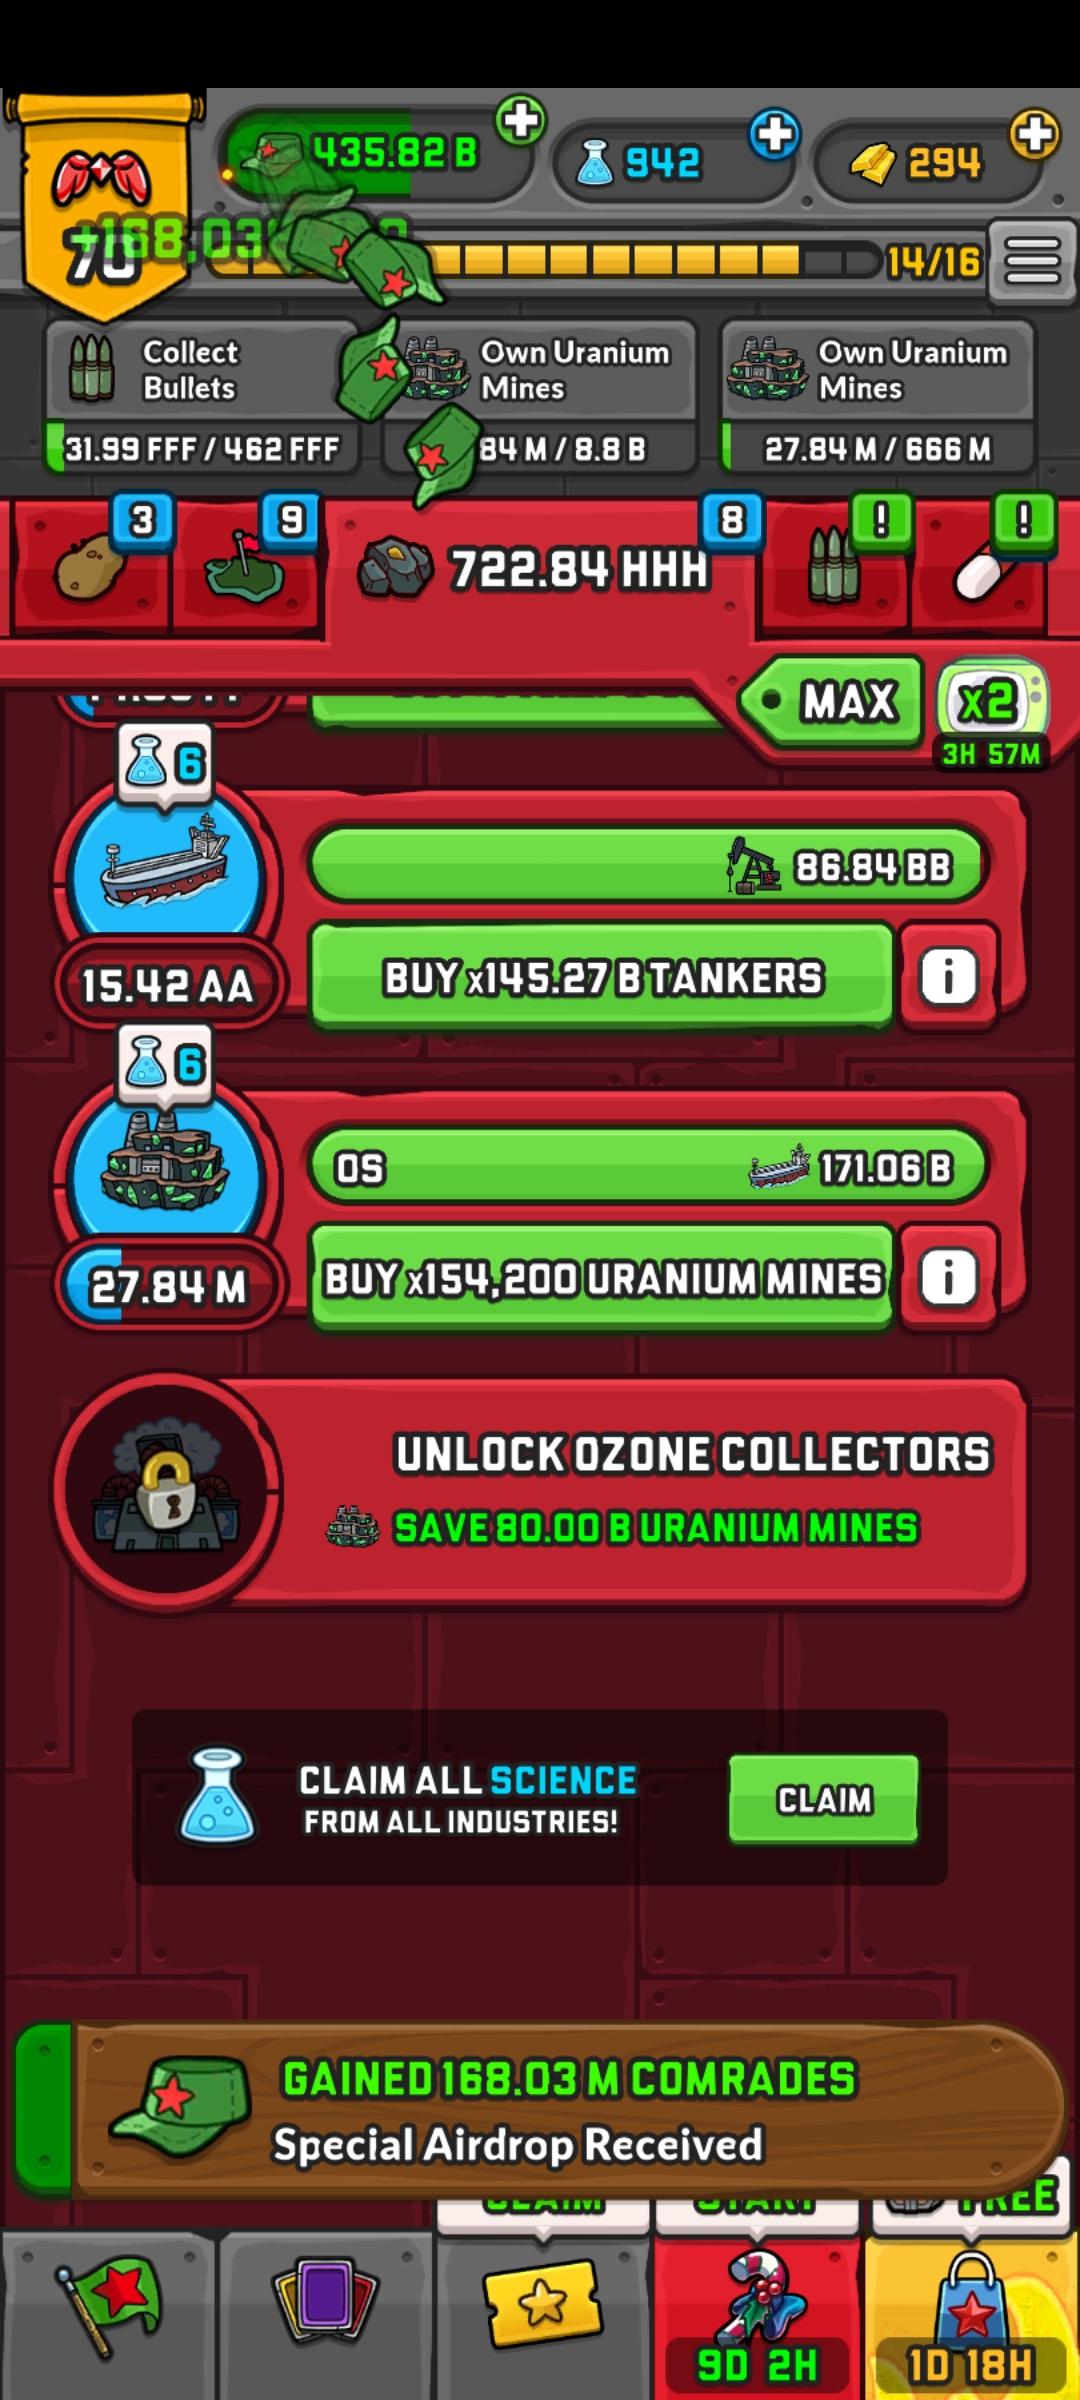 435.82 B
942
294
70
14/16
Collect
Bullets
Own Uranium
Mines
Own Uranium
Mines
31.99 FFF / 462 FFF
84 M / 8.8 B
27.84 M / 666 M
3
9
722.84 HHH
8
!
!
MAX
x2
3H 57M
6
86.84 BB
15.42 AA
BUY x145.27 B TANKERS
i
6
0S
171.06 B
27.84 M
BUY x154,200 URANIUM MINES
i
UNLOCK OZONE COLLECTORS
SAVE 80.00 B URANIUM MINES
CLAIM ALL SCIENCE
FROM ALL INDUSTRIES!
CLAIM
GAINED 168.03 M COMRADES
Special Airdrop Received
CLAIM
START
FREE
9D 2H
1D 18H